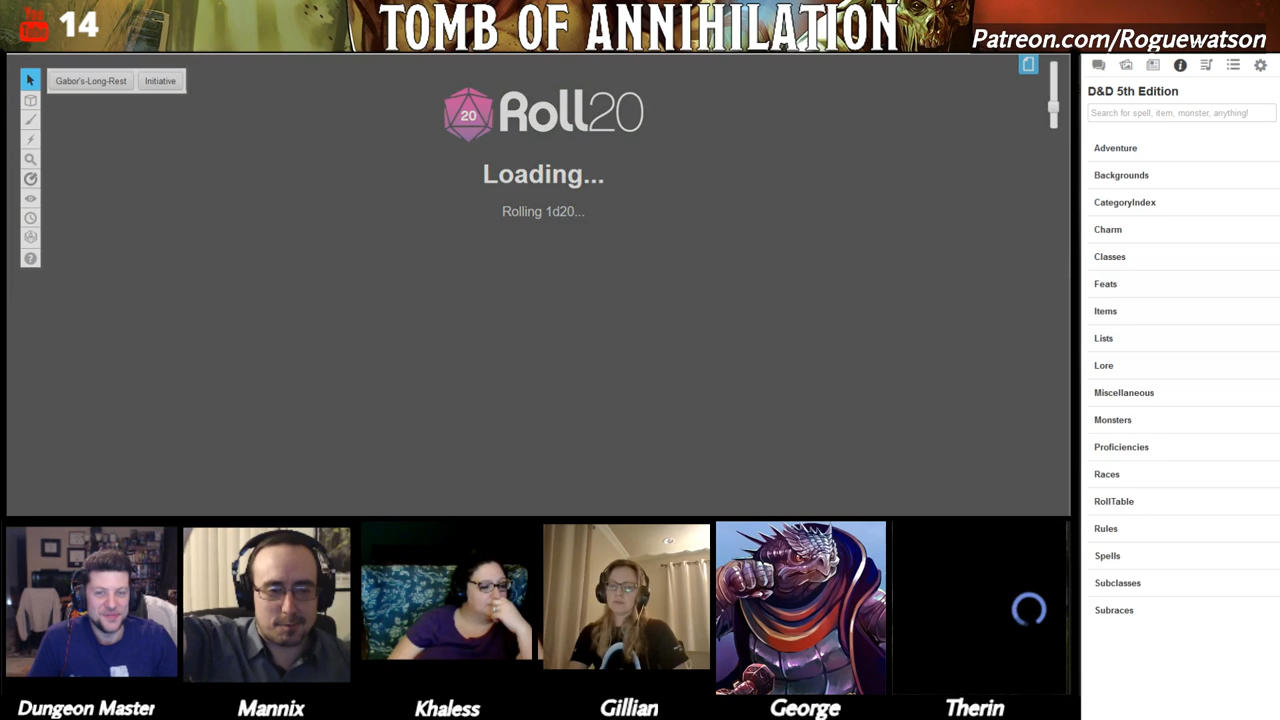 You
Tube
14
TOMB OF ANNIHILATION
Patreon.com/Roguewatson
Gabor's-Long-Rest
Initiative
20
Roll20
Loading...
Rolling 1d20...
D&D 5th Edition
Search for spell, item, monster, anything!
Adventure
Backgrounds
CategoryIndex
Charm
Classes
Feats
Items
Lists
Lore
Miscellaneous
Monsters
Proficiencies
Races
RollTable
Rules
Spells
Subclasses
Subraces
Dungeon Master
Mannix
Khaless
Gillian
George
Therin